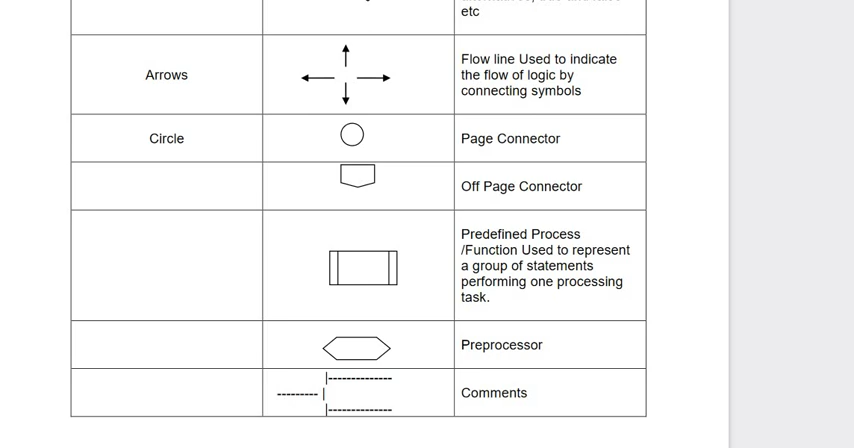 etc
Arrows
Flow line Used to indicate
the flow of logic by
connecting symbols
Circle
Page Connector
Off Page Connector
Predefined Process
/Function Used to represent
a group of statements
performing one processing
task.
Preprocessor
|---------------
--------- |
|---------------
Comments